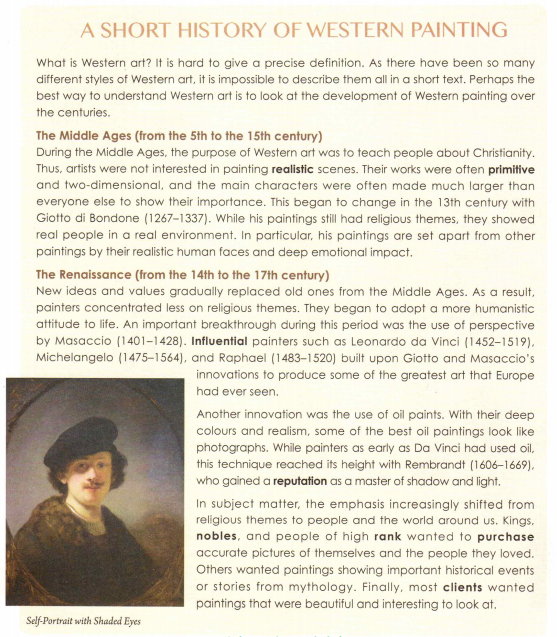 A SHORT HISTORY OF WESTERN PAINTING
What is Western art? It is hard to give a precise definition. As there have been so many
different styles of Western art, it is impossible to describe them all in a short text. Perhaps the
best way to understand Western art is to look at the development of Western painting over
the centuries.
The Middle Ages (from the 5th to the 15th century)
During the Middle Ages, the purpose of Western art was to teach people about Christianity.
Thus, artists were not interested in painting realistic scenes. Their works were often primitive
and two-dimensional, and the main characters were often made much larger than
everyone else to show their importance. This began to change in the 13th century with
Giotto di Bondone (1267–1337). While his paintings still had religious themes, they showed
real people in a real environment. In particular, his paintings are set apart from other
paintings by their realistic human faces and deep emotional impact.
The Renaissance (from the 14th to the 17th century)
New ideas and values gradually replaced old ones from the Middle Ages. As a result,
painters concentrated less on religious themes. They began to adopt a more humanistic
attitude to life. An important breakthrough during this period was the use of perspective
by Masaccio (1401–1428). Influential painters such as Leonardo da Vinci (1452–1519),
Michelangelo (1475–1564), and Raphael (1483–1520) built upon Giotto and Masaccio's
innovations to produce some of the greatest art that Europe
had ever seen.
Another innovation was the use of oil paints. With their deep
colours and realism, some of the best oil paintings look like
photographs. While painters as early as Da Vinci had used oil,
this technique reached its height with Rembrandt (1606–1669),
who gained a reputation as a master of shadow and light.
In subject matter, the emphasis increasingly shifted from
religious themes to people and the world around us. Kings,
nobles, and people of high rank wanted to purchase
accurate pictures of themselves and the people they loved.
Others wanted paintings showing important historical events
or stories from mythology. Finally, most clients wanted
paintings that were beautiful and interesting to look at.
Self-Portrait with Shaded Eyes